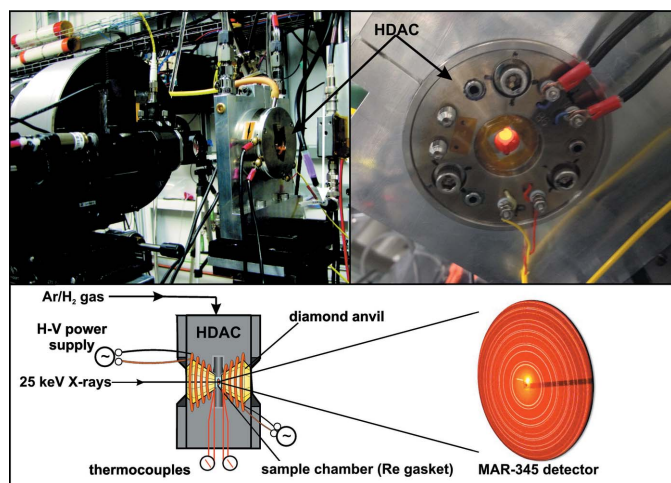 HDAC
Ar/H₂ gas
HDAC
diamond anvil
H-V power
supply
25 keV X-rays
thermocouples
sample chamber (Re gasket)
MAR-345 detector